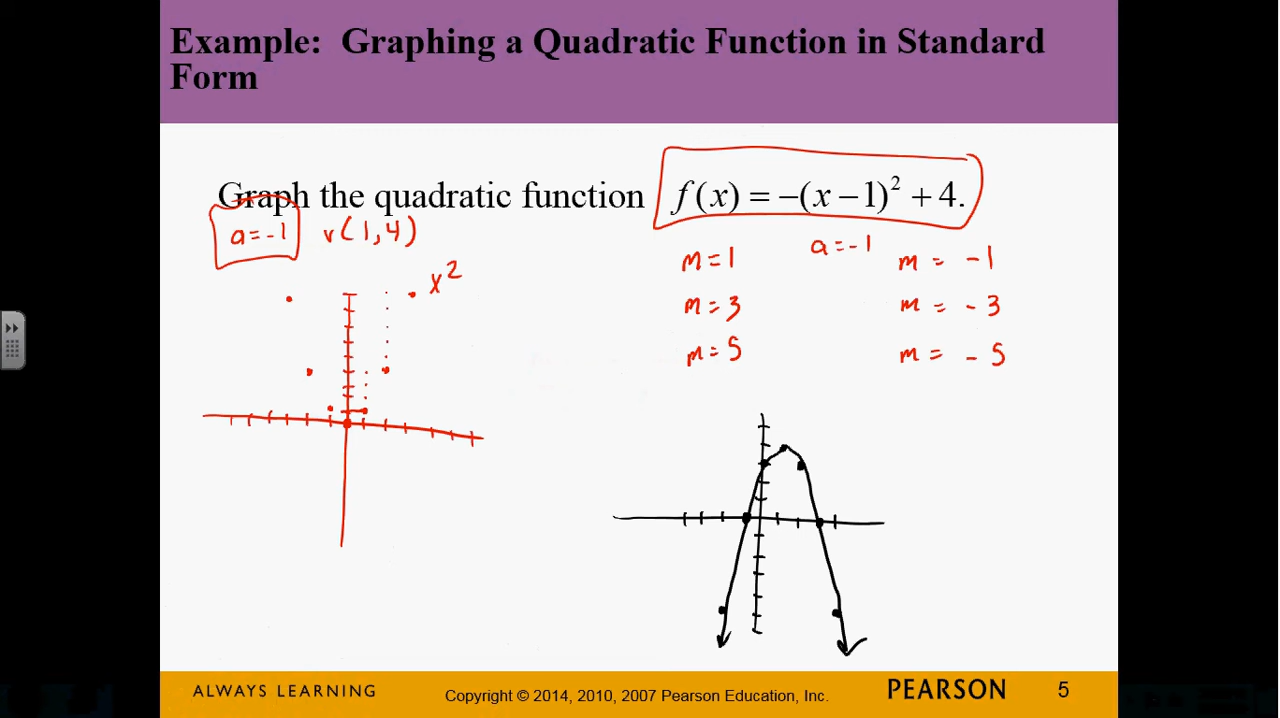 Example: Graphing a Quadratic Function in Standard
Form
Graph the quadratic function f(x) = −(x − 1)² + 4.
a = -1 v(1,4)
x²
m = 1 a = -1 m = -1
m = 3 m = -3
m = 5 m = -5
ALWAYS LEARNING Copyright © 2014, 2010, 2007 Pearson Education, Inc. PEARSON 5